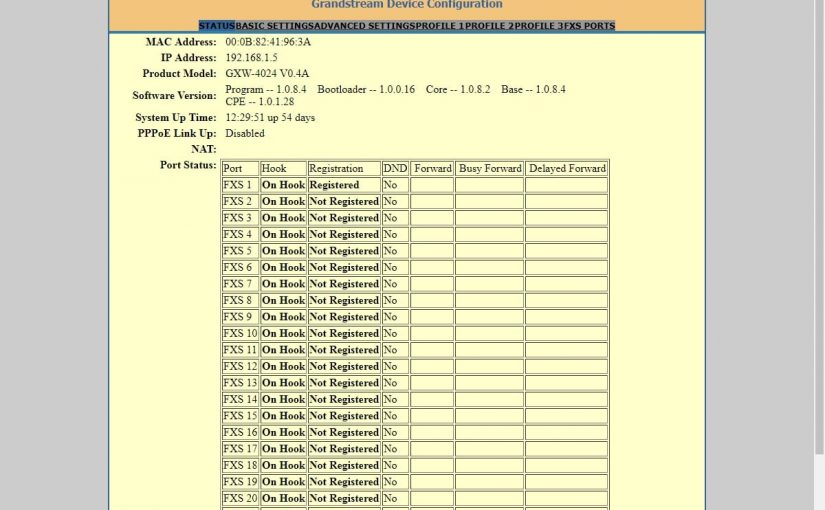 Grandstream Device Configuration
STATUS BASIC SETTINGS ADVANCED SETTINGS PROFILE 1 PROFILE 2 PROFILE 3 FXS PORTS
MAC Address: 00:0B:82:41:96:3A
IP Address: 192.168.1.5
Product Model: GXW-4024 V0.4A
Software Version: Program -- 1.0.8.4 Bootloader -- 1.0.0.16 Core -- 1.0.8.2 Base -- 1.0.8.4
CPE -- 1.0.1.28
System Up Time: 12:29:51 up 54 days
PPPoE Link Up: Disabled
NAT:
Port Status:
Port Hook Registration DND Forward Busy Forward Delayed Forward
FXS 1 On Hook Registered No
FXS 2 On Hook Not Registered No
FXS 3 On Hook Not Registered No
FXS 4 On Hook Not Registered No
FXS 5 On Hook Not Registered No
FXS 6 On Hook Not Registered No
FXS 7 On Hook Not Registered No
FXS 8 On Hook Not Registered No
FXS 9 On Hook Not Registered No
FXS 10 On Hook Not Registered No
FXS 11 On Hook Not Registered No
FXS 12 On Hook Not Registered No
FXS 13 On Hook Not Registered No
FXS 14 On Hook Not Registered No
FXS 15 On Hook Not Registered No
FXS 16 On Hook Not Registered No
FXS 17 On Hook Not Registered No
FXS 18 On Hook Not Registered No
FXS 19 On Hook Not Registered No
FXS 20 On Hook Not Registered No